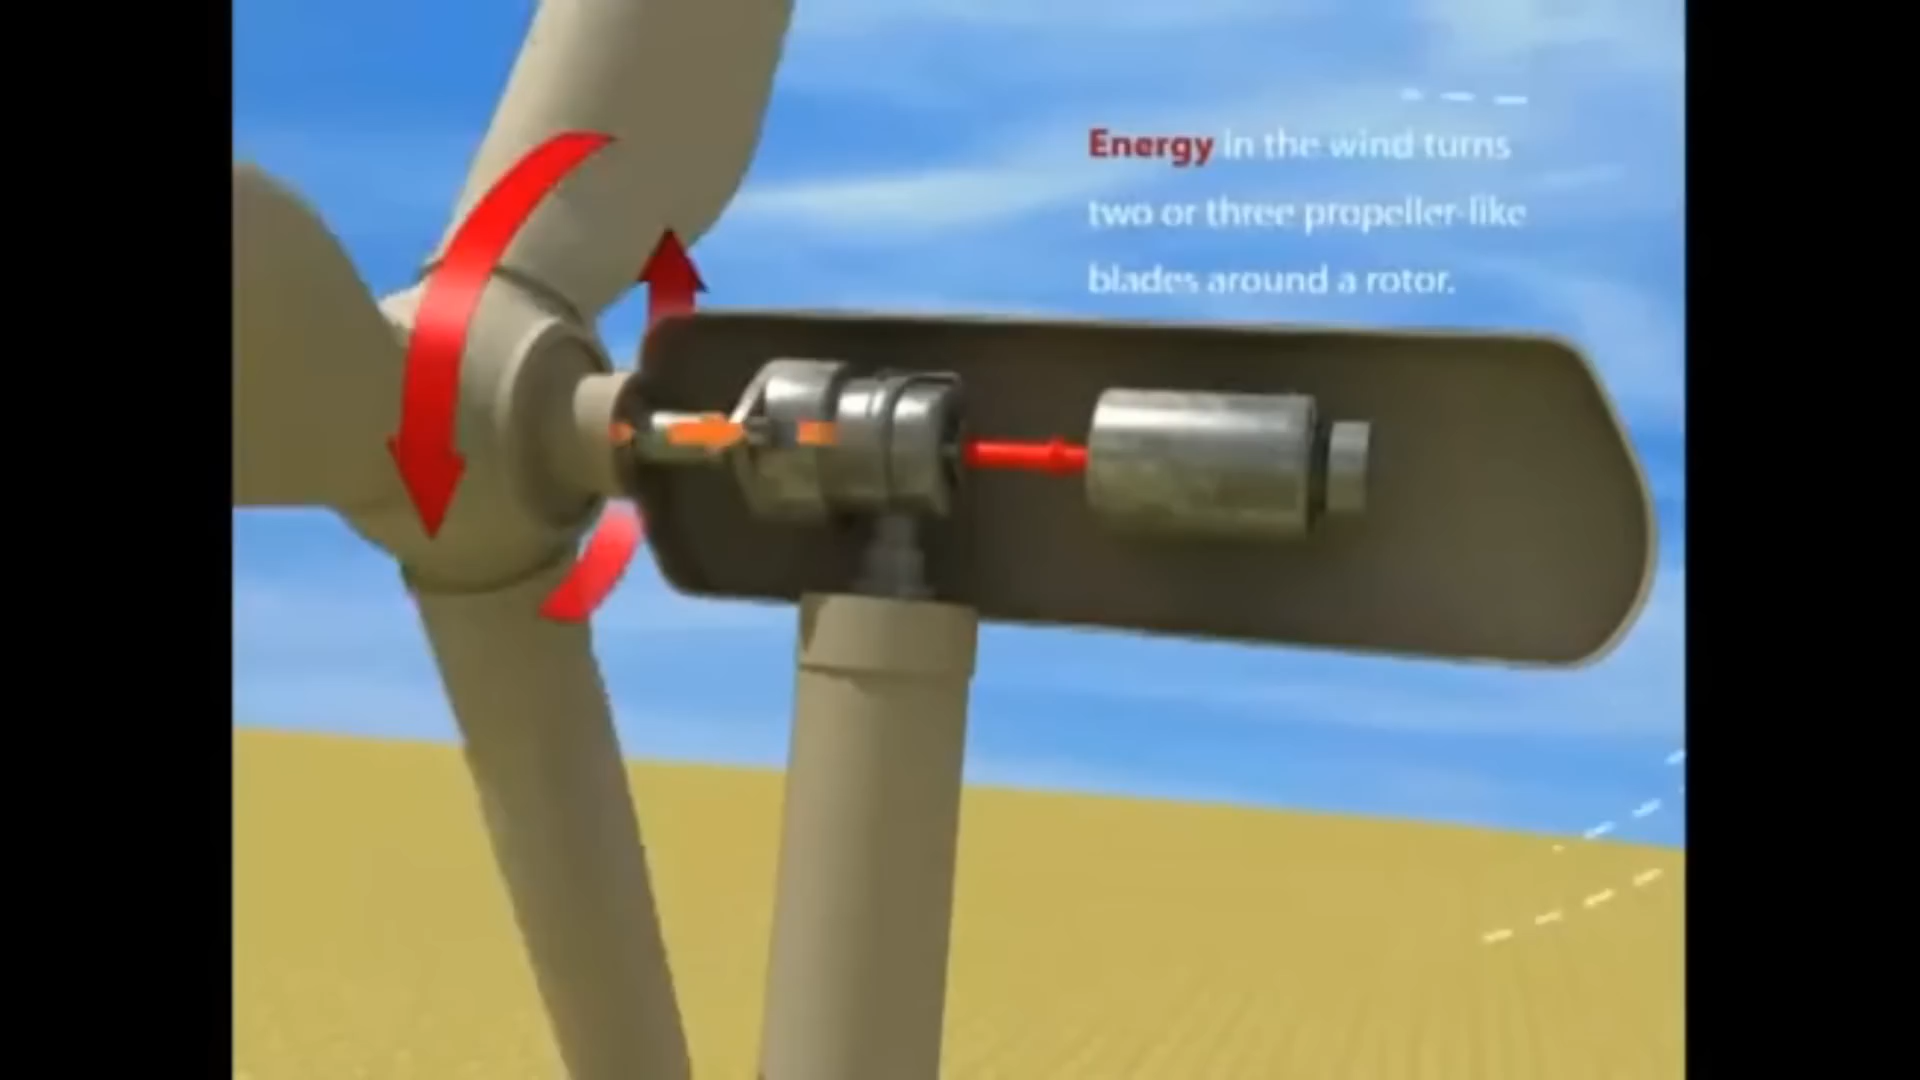 Energy in the wind turns
two or three propeller-like
blades around a rotor.